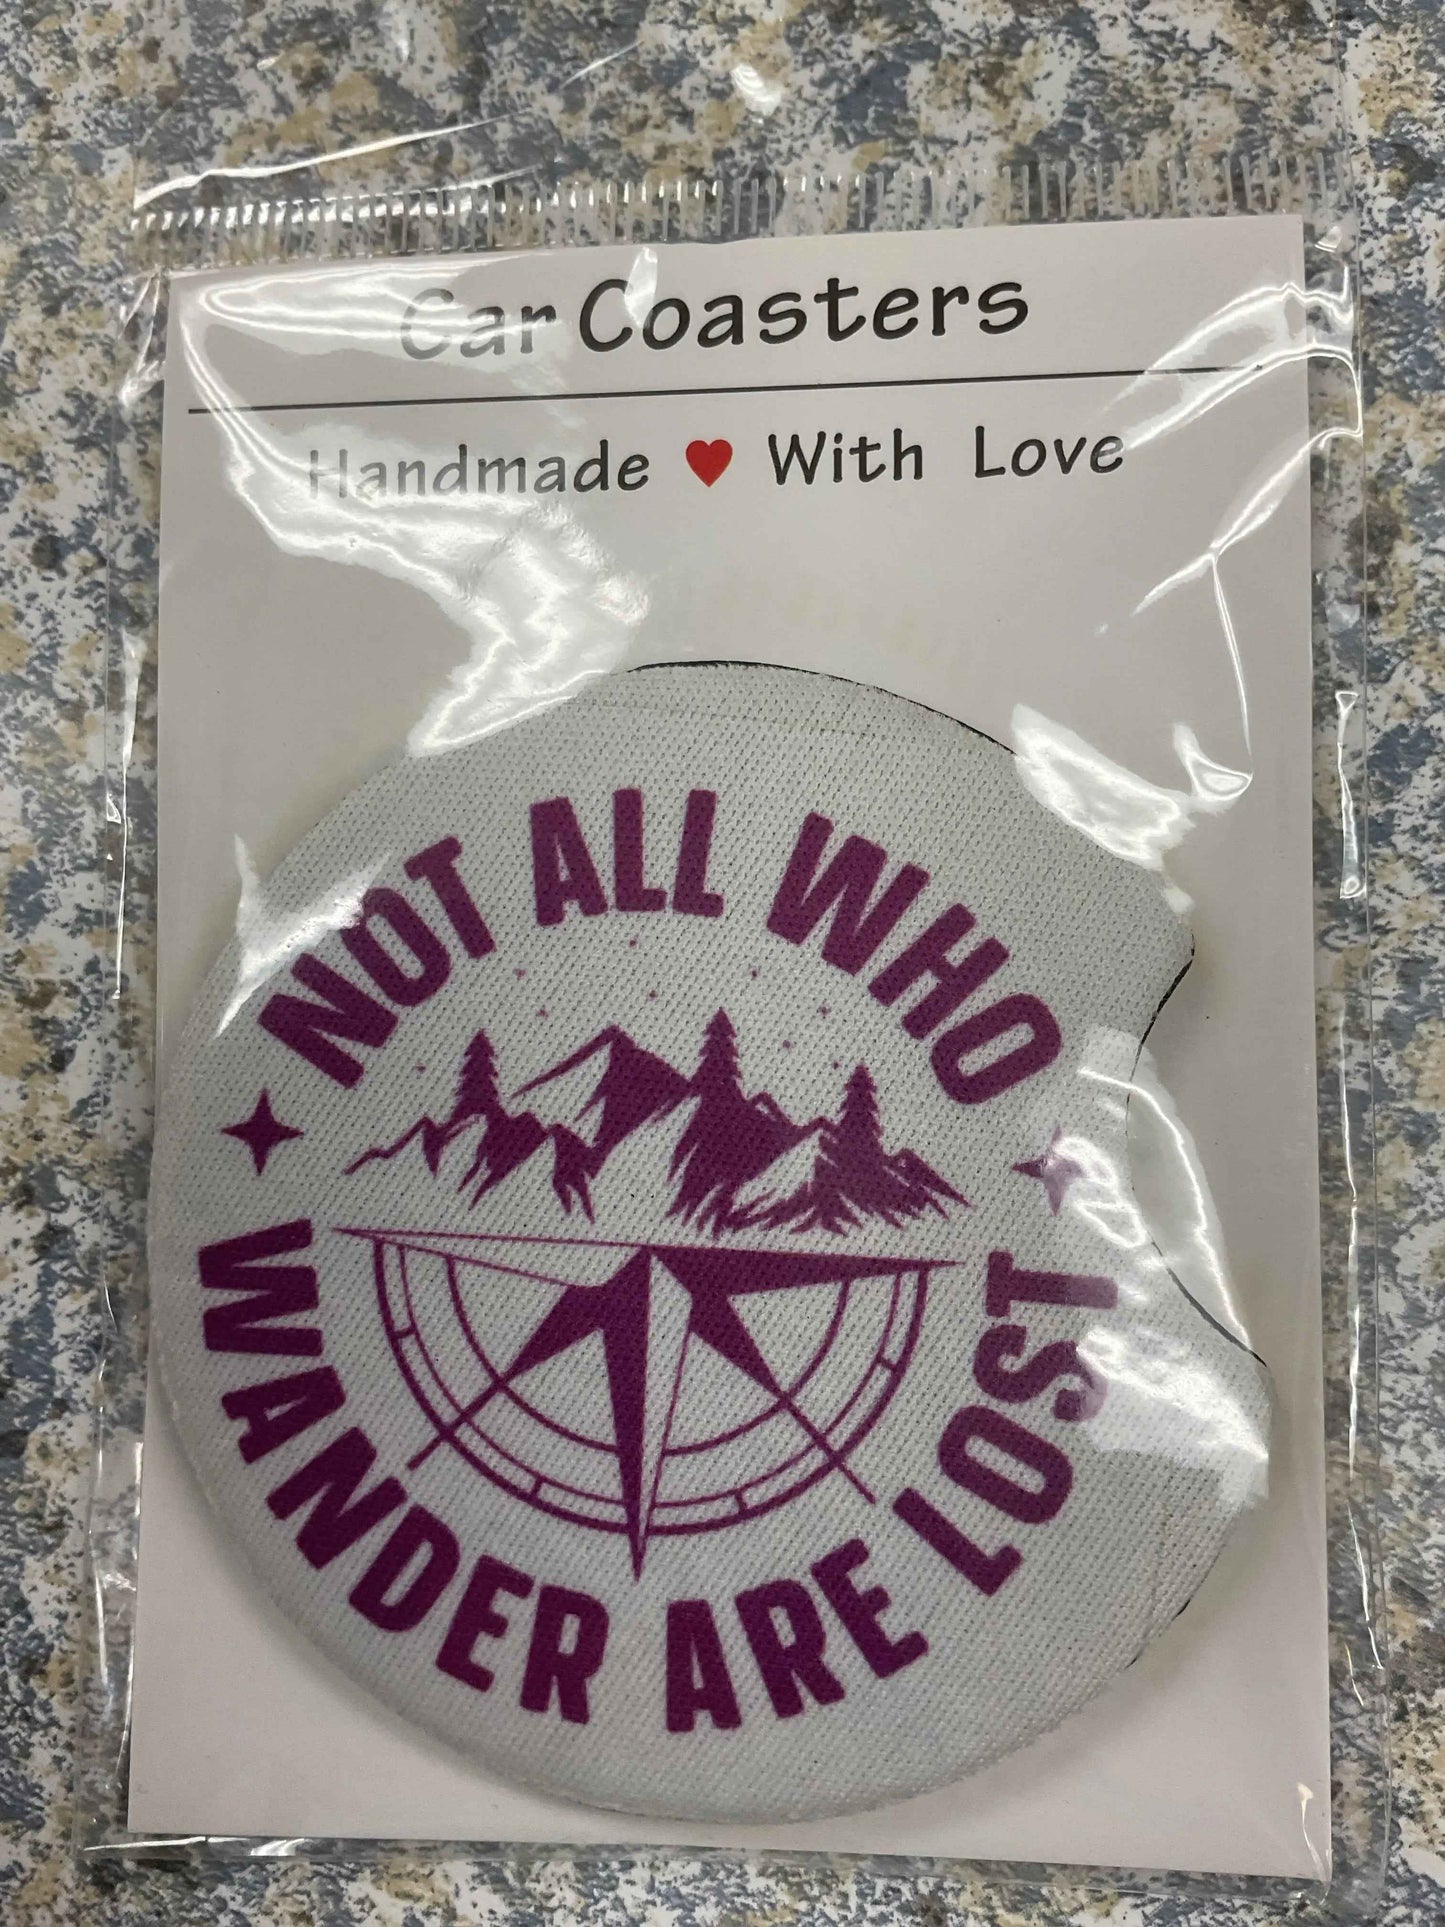 Car Coasters
Handmade ♥ With Love
NOT ALL WHO
WANDER ARE LOST